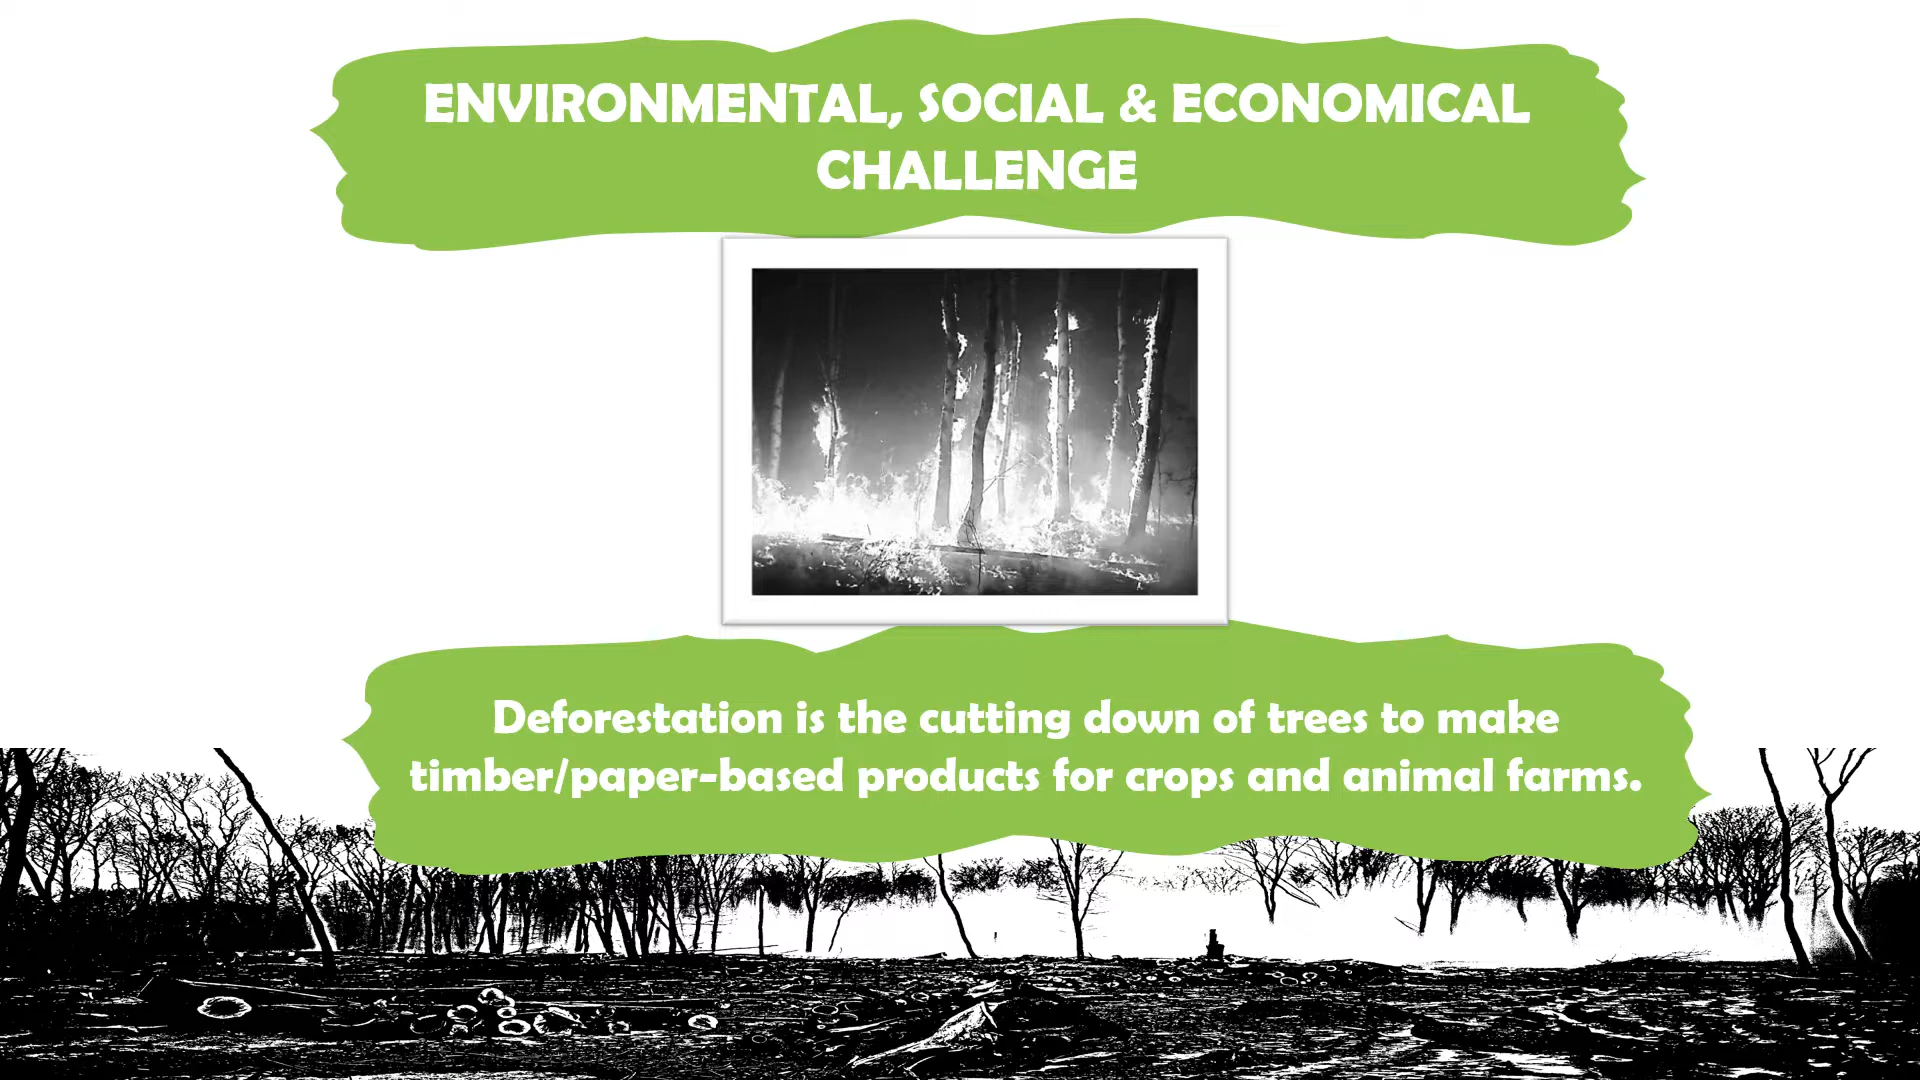 ENVIRONMENTAL, SOCIAL & ECONOMICAL
CHALLENGE
Deforestation is the cutting down of trees to make
timber/paper-based products for crops and animal farms.